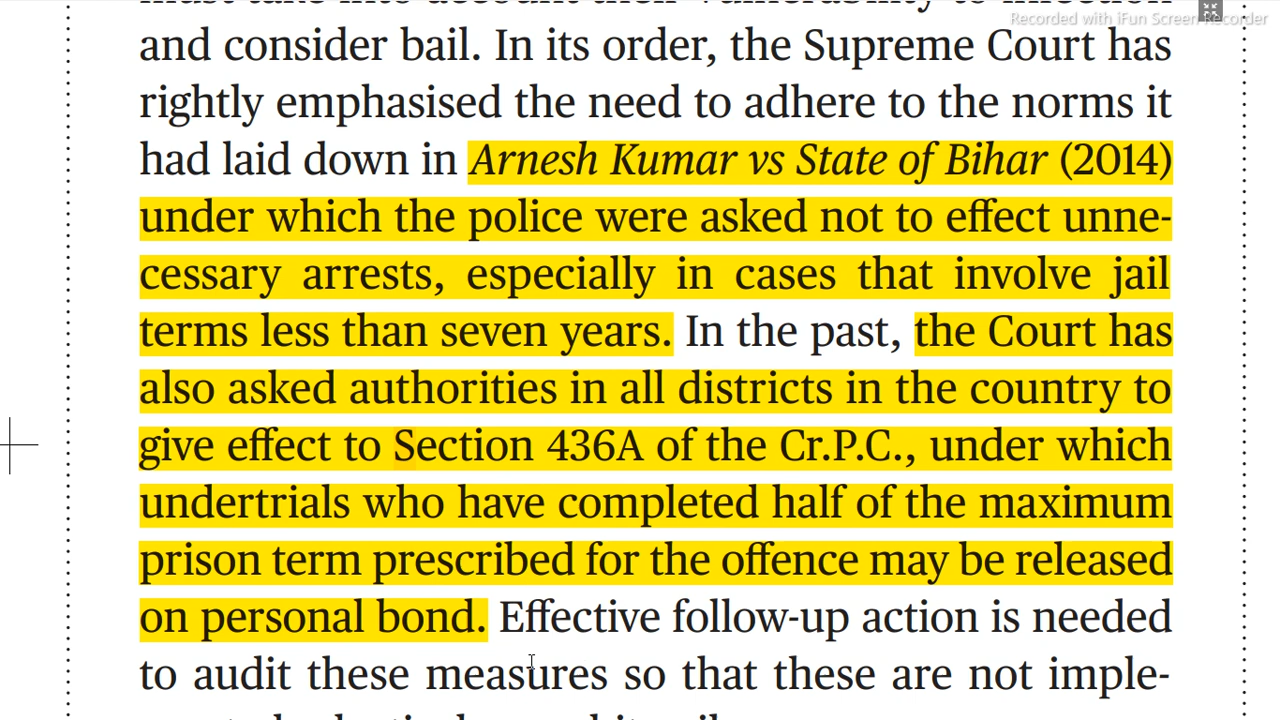 Recorded with iFun Screen Recorder
and consider bail. In its order, the Supreme Court has
rightly emphasised the need to adhere to the norms it
had laid down in Arnesh Kumar vs State of Bihar (2014)
under which the police were asked not to effect unne-
cessary arrests, especially in cases that involve jail
terms less than seven years. In the past, the Court has
also asked authorities in all districts in the country to
give effect to Section 436A of the Cr.P.C., under which
undertrials who have completed half of the maximum
prison term prescribed for the offence may be released
on personal bond. Effective follow-up action is needed
to audit these measures so that these are not imple-